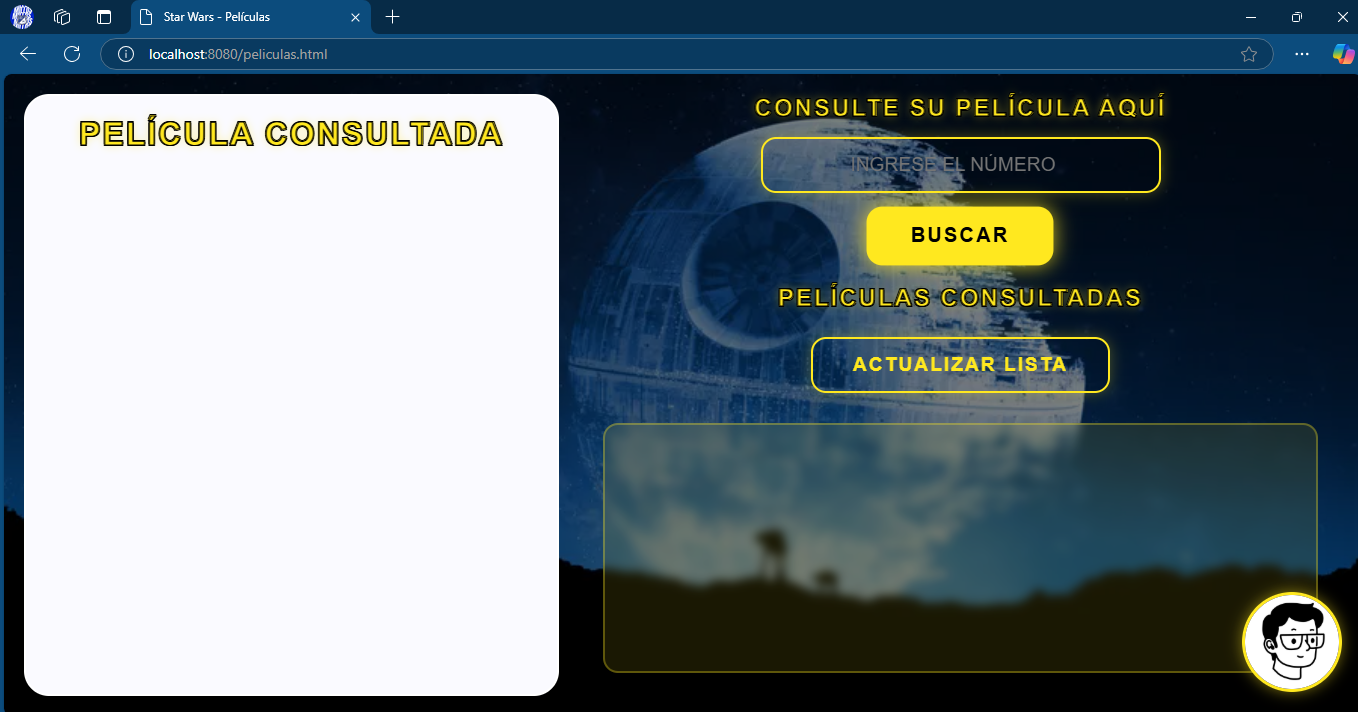 Star Wars - Películas
localhost:8080/peliculas.html
PELÍCULA CONSULTADA
CONSULTE SU PELÍCULA AQUÍ
INGRESE EL NÚMERO
BUSCAR
PELÍCULAS CONSULTADAS
ACTUALIZAR LISTA